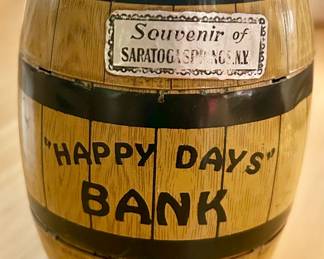 Souvenir of
SARATOGA SPRINGS, N.Y.
"HAPPY DAYS"
BANK